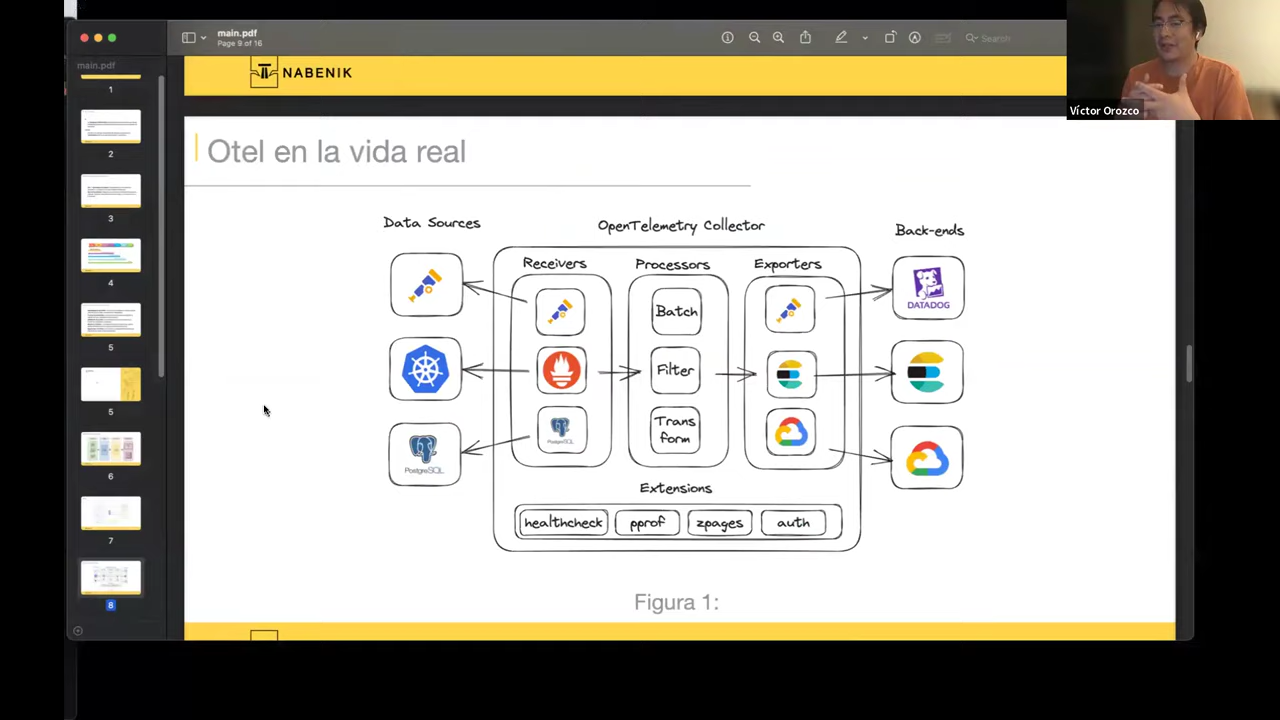 main.pdf
Page 9 of 16
Search
main.pdf
1
2
3
4
5
5
6
7
8
NABENIK
Víctor Orozco
Otel en la vida real
Data Sources
OpenTelemetry Collector
Back-ends
Receivers
Processors
Exporters
Batch
DATADOG
Filter
PostgreSQL
PostgreSQL
Trans
form
Extensions
healthcheck
pprof
zpages
auth
Figura 1: